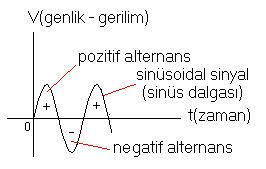 V(genlik - gerilim)
pozitif alternans
sinüsoidal sinyal
(sinüs dalgası)
+
+
t(zaman)
0
-
negatif alternans